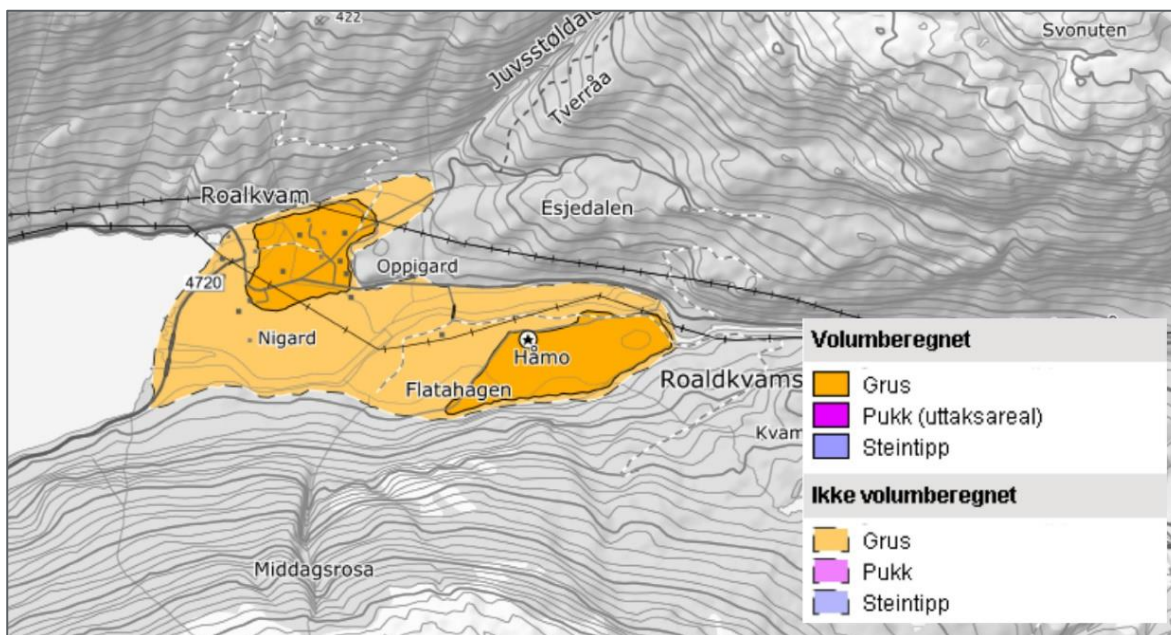 422
Svonuten
Juvsstøldale
Tverråa
Roalkvam
Esjedalen
Oppigard
4720
Nigard
Håmo
Flatahagen
Roaldkvams
Kvam
Middagsrosa
Volumberegnet
Grus
Pukk (uttaksareal)
Steintipp
Ikke volumberegnet
Grus
Pukk
Steintipp